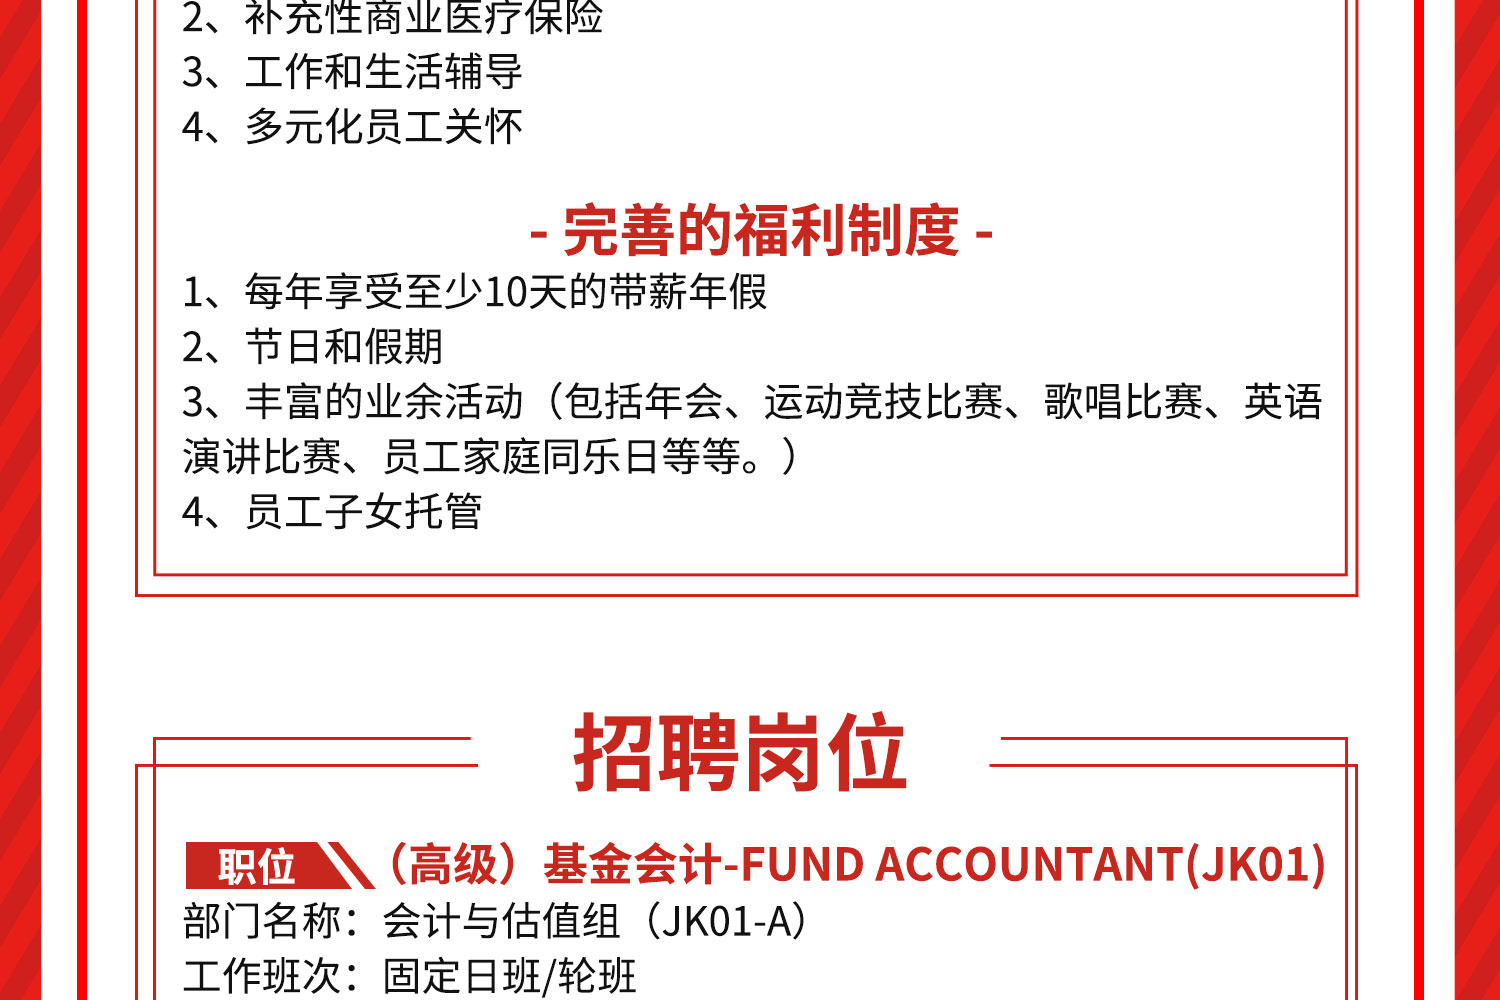 2、补充性商业医疗保险
3、工作和生活辅导
4、多元化员工关怀
- 完善的福利制度 -
1、每年享受至少10天的带薪年假
2、节日和假期
3、丰富的业余活动（包括年会、运动竞技比赛、歌唱比赛、英语
演讲比赛、员工家庭同乐日等等。）
4、员工子女托管
招聘岗位
职位 （高级）基金会计-FUND ACCOUNTANT(JK01)
部门名称：会计与估值组（JK01-A）
工作班次：固定日班/轮班